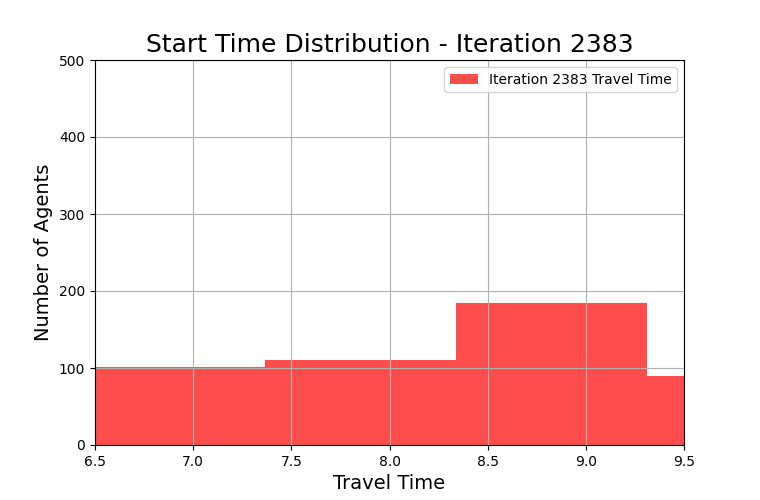 Start Time Distribution - Iteration 2383
Iteration 2383 Travel Time
Number of Agents
500
400
300
200
100
0
6.5 7.0 7.5 8.0 8.5 9.0 9.5
Travel Time